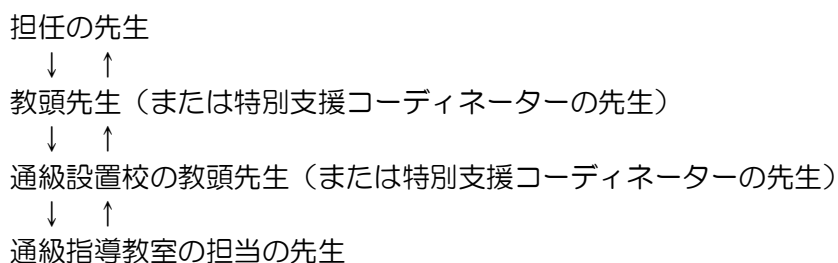 担任の先生
↓ ↑
教頭先生（または特別支援コーディネーターの先生）
↓ ↑
通級設置校の教頭先生（または特別支援コーディネーターの先生）
↓ ↑
通級指導教室の担当の先生